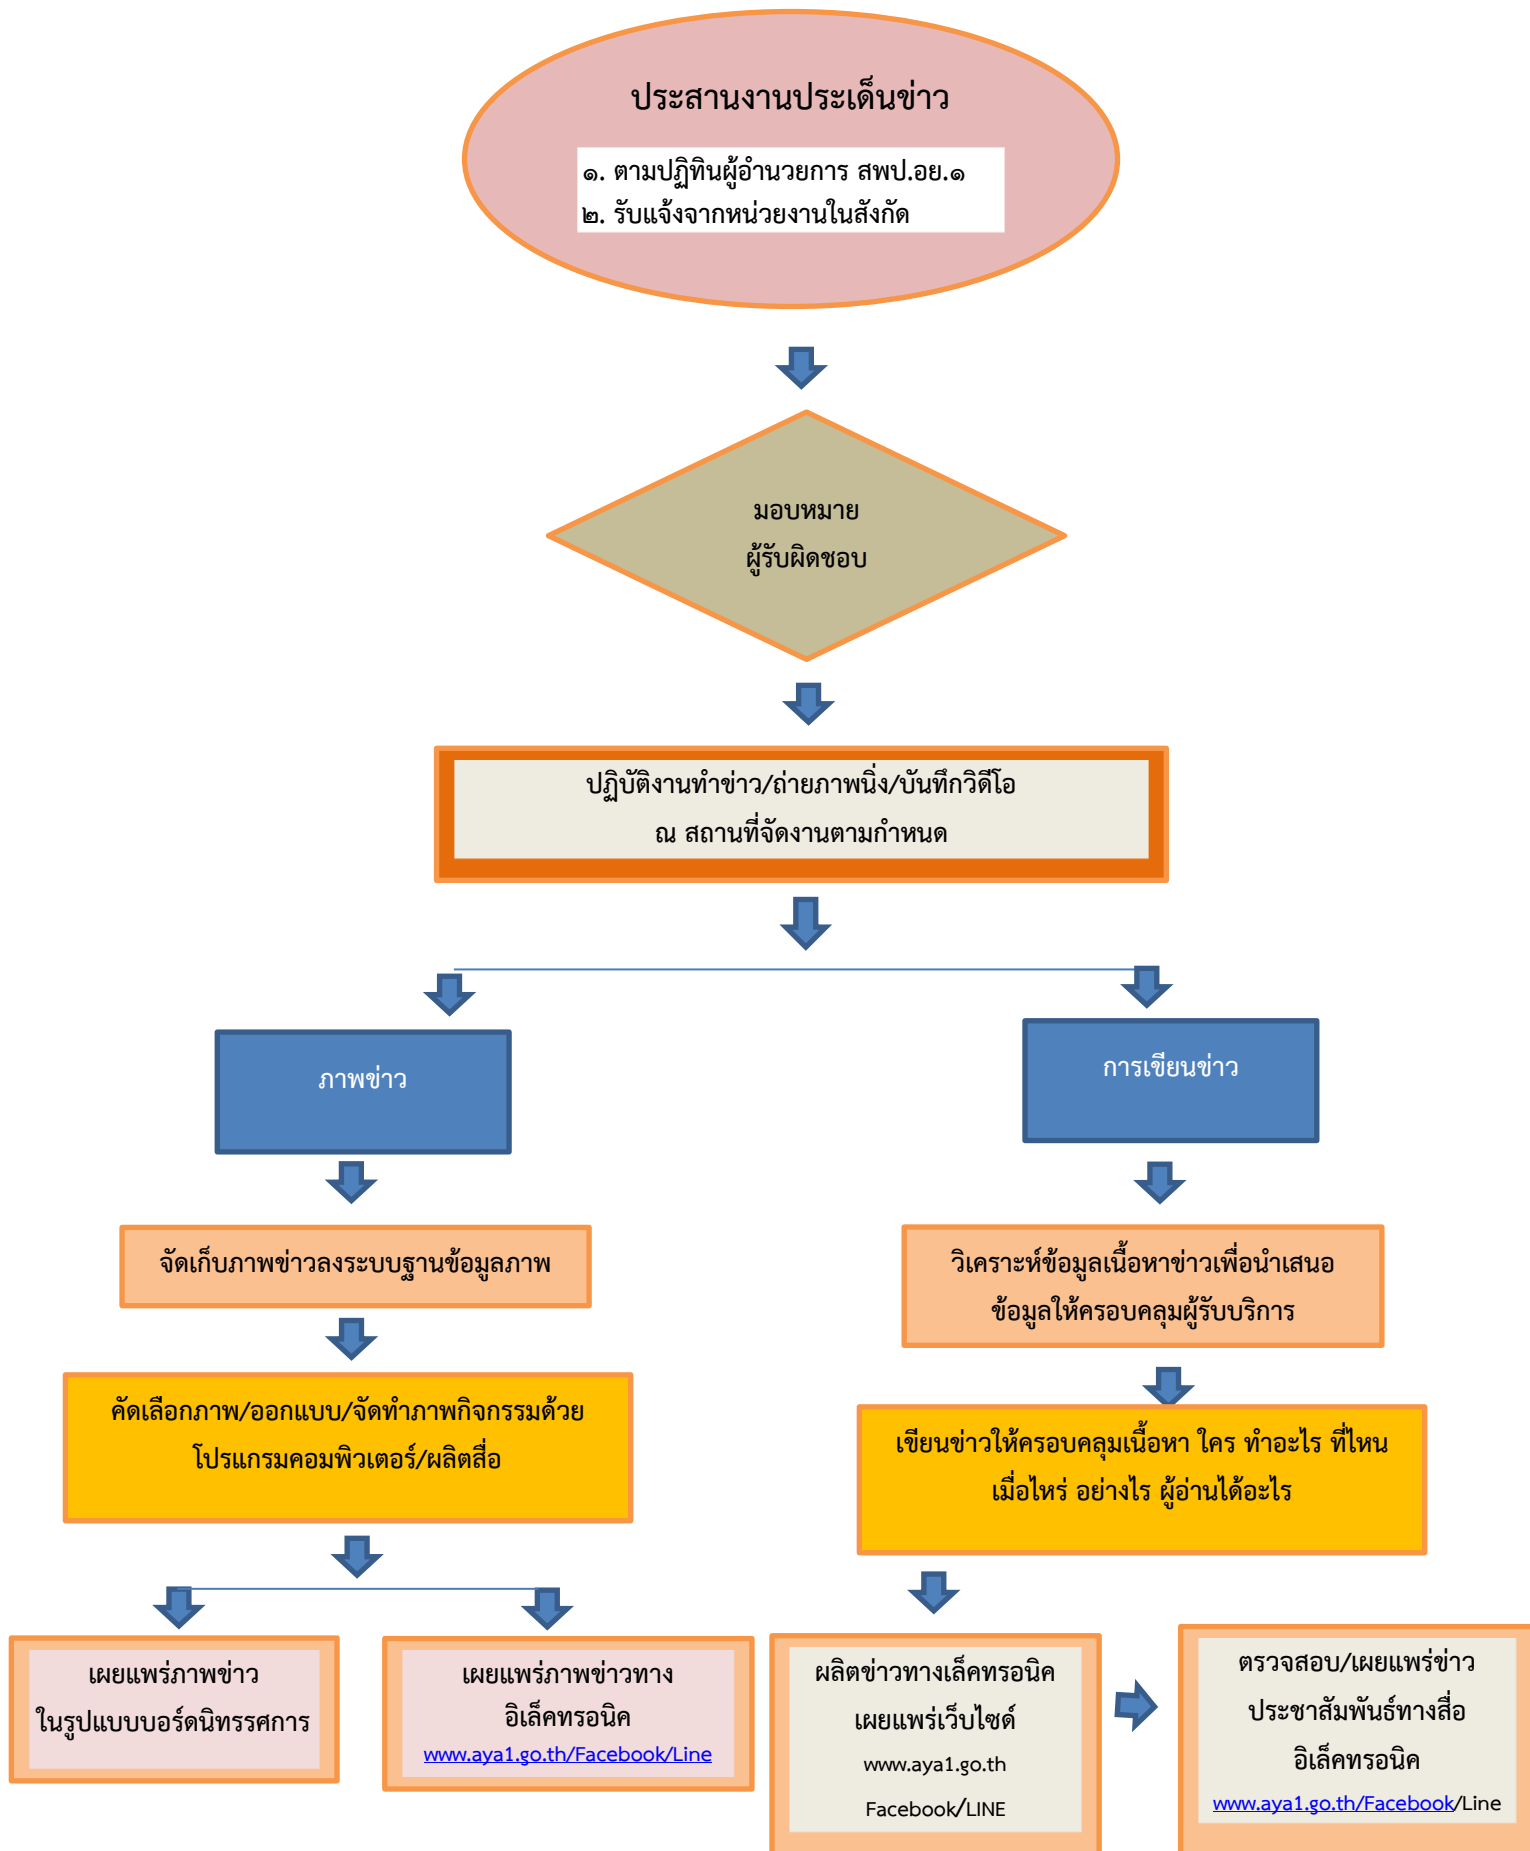 ประสานงานประเด็นข่าว
๑. ตามปฏิทินผู้อำนวยการ สพป.อย.๑
๒. รับแจ้งจากหน่วยงานในสังกัด
มอบหมาย
ผู้รับผิดชอบ
ปฏิบัติงานทำข่าว/ถ่ายภาพนิ่ง/บันทึกวิดีโอ
ณ สถานที่จัดงานตามกำหนด
ภาพข่าว
การเขียนข่าว
จัดเก็บภาพข่าวลงระบบฐานข้อมูลภาพ
วิเคราะห์ข้อมูลเนื้อหาข่าวเพื่อนำเสนอ
ข้อมูลให้ครอบคลุมผู้รับบริการ
คัดเลือกภาพ/ออกแบบ/จัดทำภาพกิจกรรมด้วย
โปรแกรมคอมพิวเตอร์/ผลิตสื่อ
เขียนข่าวให้ครอบคลุมเนื้อหา ใคร ทำอะไร ที่ไหน
เมื่อไหร่ อย่างไร ผู้อ่านได้อะไร
เผยแพร่ภาพข่าว
ในรูปแบบบอร์ดนิทรรศการ
เผยแพร่ภาพข่าวทาง
อิเล็คทรอนิค
www.aya1.go.th/Facebook/Line
ผลิตข่าวทางเล็คทรอนิค
เผยแพร่เว็บไซด์
www.aya1.go.th
Facebook/LINE
ตรวจสอบ/เผยแพร่ข่าว
ประชาสัมพันธ์ทางสื่อ
อิเล็คทรอนิค
www.aya1.go.th/Facebook/Line